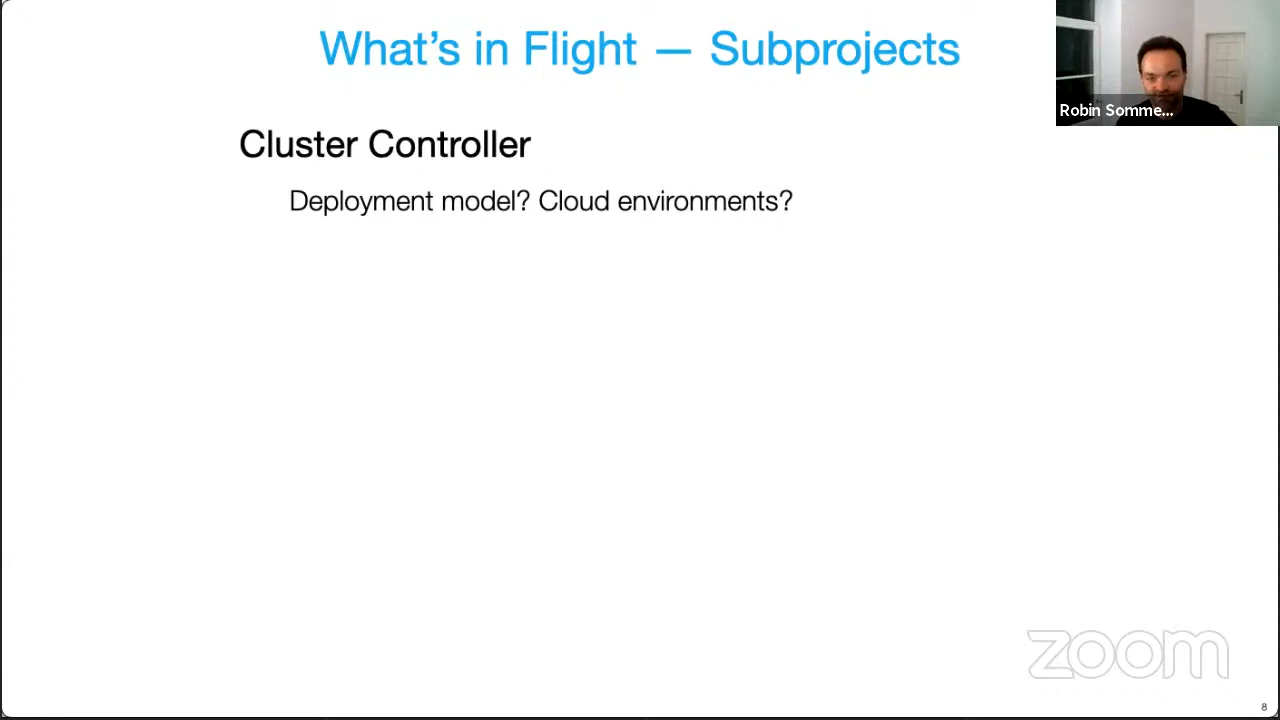 What's in Flight — Subprojects
Robin Somme...
Cluster Controller
Deployment model? Cloud environments?
zoom
8